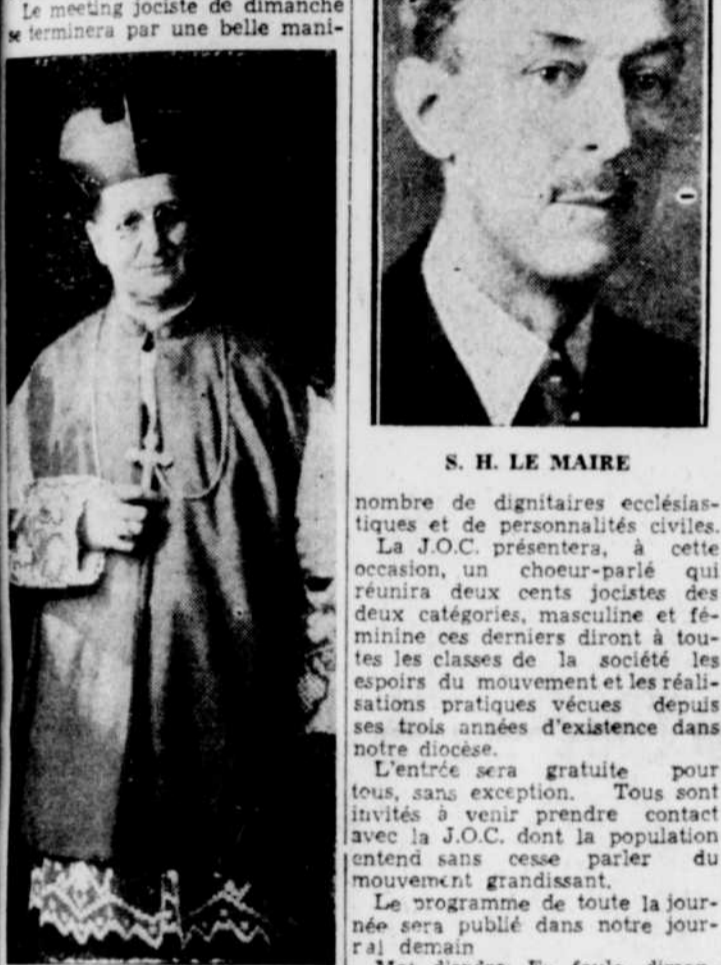 Le meeting jociste de dimanche
se terminera par une belle mani-
S. H. LE MAIRE
nombre de dignitaires ecclésias-
tiques et de personnalités civiles.
La J.O.C. présentera, à cette
occasion, un choeur-parlé qui
réunira deux cents jocistes des
deux catégories, masculine et fé-
minine ces derniers diront à tou-
tes les classes de la société les
espoirs du mouvement et les réali-
sations pratiques vécues depuis
ses trois années d'existence dans
notre diocèse.
L'entrée sera gratuite pour
tous, sans exception. Tous sont
invités à venir prendre contact
avec la J.O.C. dont la population
entend sans cesse parler du
mouvement grandissant.
Le programme de toute la jour-
née sera publié dans notre jour-
ral demain